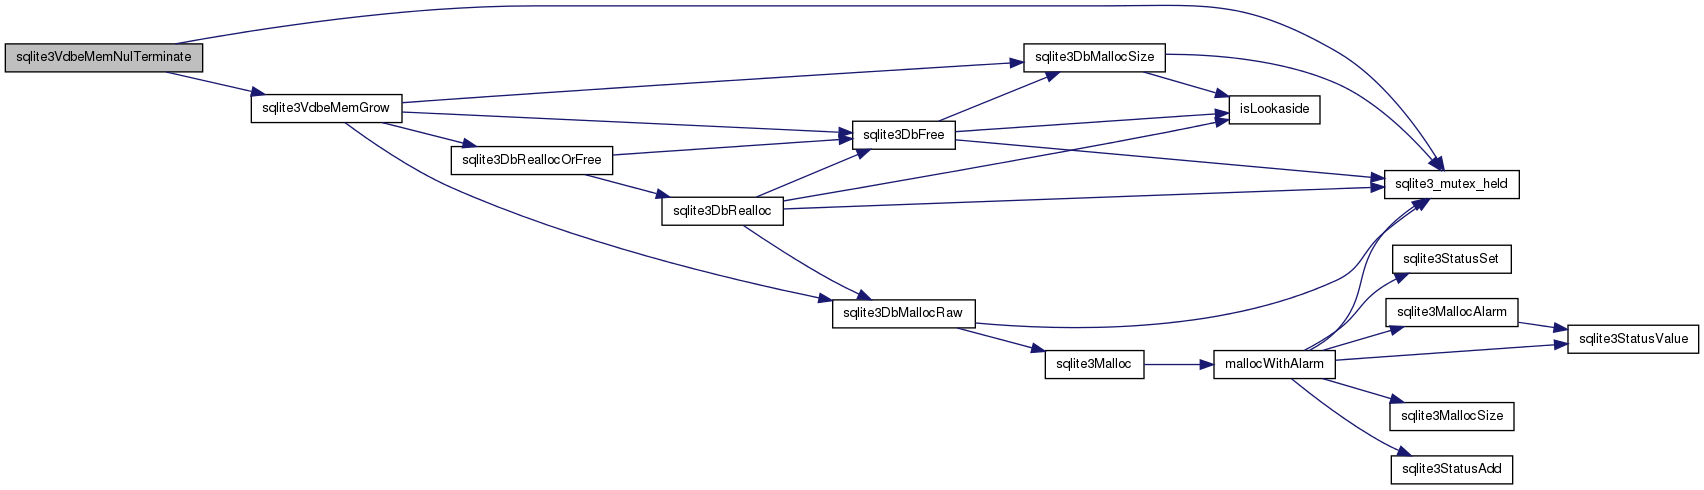 sqlite3VdbeMemNulTerminate
sqlite3VdbeMemGrow
sqlite3DbReallocOrFree
sqlite3DbRealloc
sqlite3DbFree
sqlite3DbMallocRaw
sqlite3DbMallocSize
sqlite3Malloc
isLookaside
mallocWithAlarm
sqlite3_mutex_held
sqlite3StatusSet
sqlite3MallocAlarm
sqlite3MallocSize
sqlite3StatusAdd
sqlite3StatusValue